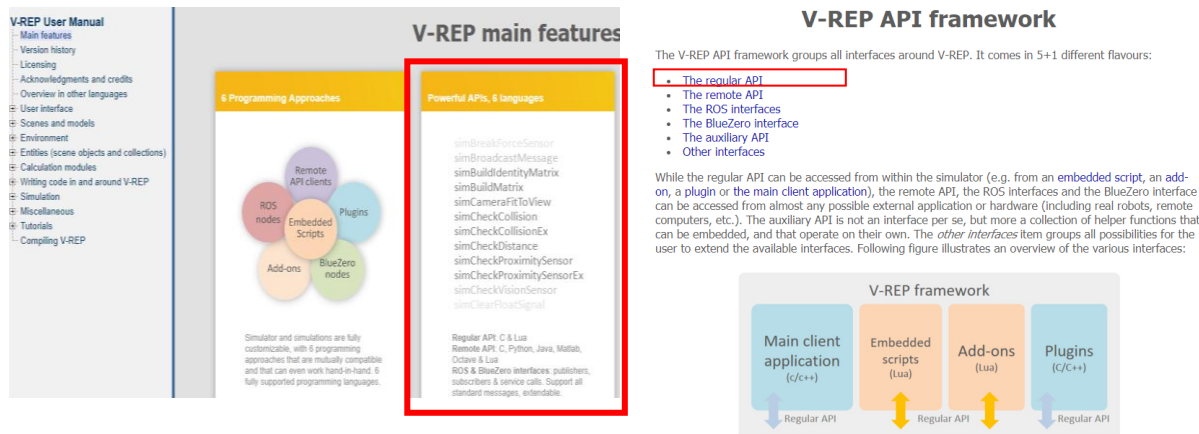 V-REP User Manual
Main features
Version history
Licensing
Acknowledgments and credits
Overview in other languages
User interface
Scenes and models
Environment
Entities (scene objects and collections)
Calculation modules
Writing code in and around V-REP
Simulation
Miscellaneous
Tutorials
Compiling V-REP
V-REP main features
6 Programming Approaches
Remote
API clients
ROS
nodes
Embedded
Scripts
Plugins
Add-ons
BlueZero
nodes
Simulator and simulations are fully
customizable, with 6 programming
approaches that are mutually compatible
and that can even work hand-in-hand. 6
fully supported programming languages.
Powerful APIs, 6 languages
simBreakForceSensor
simBroadcastMessage
simBuildIdentityMatrix
simBuildMatrix
simCameraFitToView
simCheckCollision
simCheckCollisionEx
simCheckDistance
simCheckProximitySensor
simCheckProximitySensorEx
simCheckVisionSensor
simClearFloatSignal
Regular API: C & Lua
Remote API: C, Python, Java, Matlab,
Octave & Lua
ROS & BlueZero interfaces: publishers,
subscribers & service calls. Support all
standard messages, extendable.
V-REP API framework
The V-REP API framework groups all interfaces around V-REP. It comes in 5+1 different flavours:
The regular API
The remote API
The ROS interfaces
The BlueZero interface
The auxiliary API
Other interfaces
While the regular API can be accessed from within the simulator (e.g. from an embedded script, an add-
on, a plugin or the main client application), the remote API, the ROS interfaces and the BlueZero interface
can be accessed from almost any possible external application or hardware (including real robots, remote
computers, etc.). The auxiliary API is not an interface per se, but more a collection of helper functions that
can be embedded, and that operate on their own. The other interfaces item groups all possibilities for the
user to extend the available interfaces. Following figure illustrates an overview of the various interfaces:
V-REP framework
Main client
application
(c/c++)
Embedded
scripts
(Lua)
Add-ons
(Lua)
Plugins
(C/C++)
Regular API
Regular API
Regular API